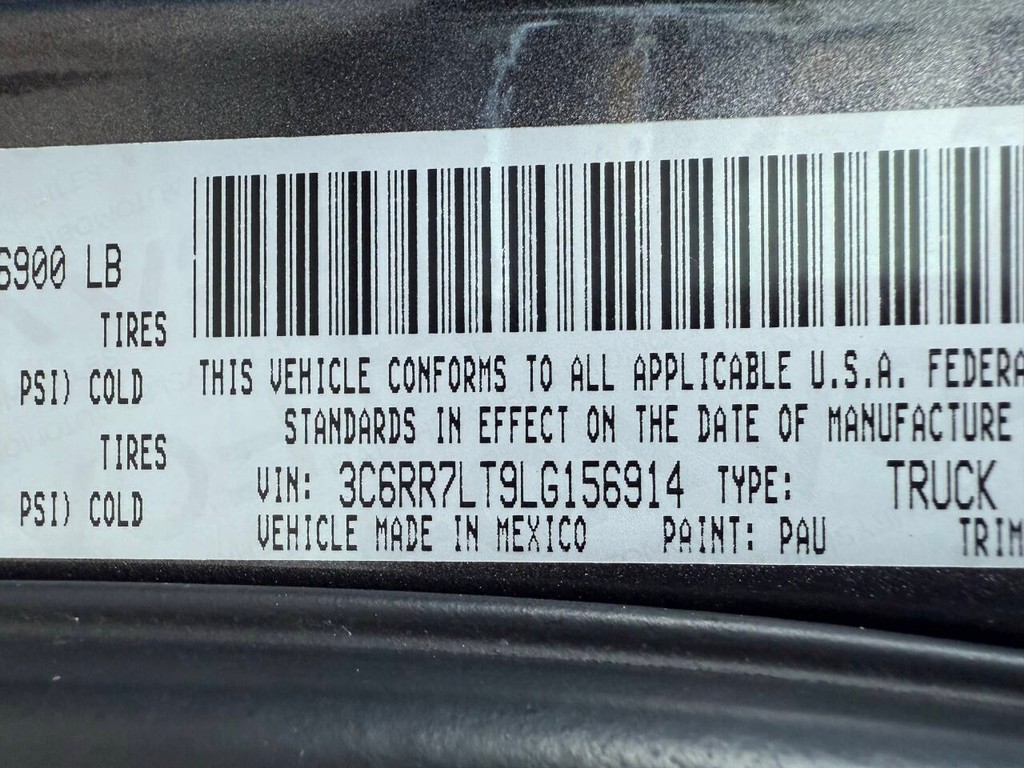 6900 LB
TIRES
PSI) COLD
TIRES
PSI) COLD
THIS VEHICLE CONFORMS TO ALL APPLICABLE U.S.A. FEDERA
STANDARDS IN EFFECT ON THE DATE OF MANUFACTURE
VIN: 3C6RR7LT9LG156914 TYPE: TRUCK
VEHICLE MADE IN MEXICO PAINT: PAU TRIM